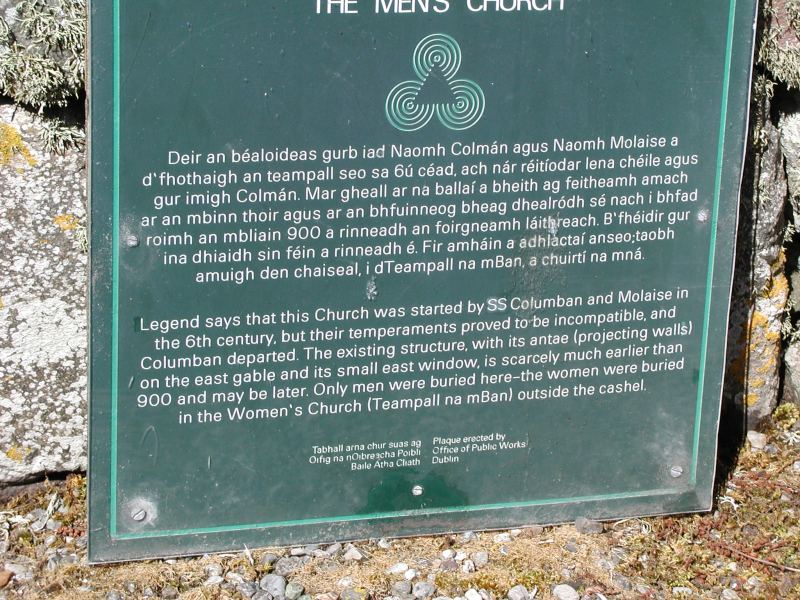 THE MEN'S CHURCH
Deir an béaloideas gurb iad Naomh Colmán agus Naomh Molaise a
d'fhothaigh an teampall seo sa 6ú céad, ach nár réitíodar lena chéile agus
gur imigh Colmán. Mar gheall ar na ballaí a bheith ag feitheamh amach
ar an mbinn thoir agus ar an bhfuinneog bheag dhealródh sé nach i bhfad
roimh an mbliain 900 a rinneadh an foirgneamh láithreach. B'fhéidir gur
ina dhiaidh sin féin a rinneadh é. Fir amháin a adhlactaí anseo; taobh
amuigh den chaiseal, i dTeampall na mBan, a chuirtí na mná.
Legend says that this Church was started by SS Columban and Molaise in
the 6th century, but their temperaments proved to be incompatible, and
Columban departed. The existing structure, with its antae (projecting walls)
on the east gable and its small east window, is scarcely much earlier than
900 and may be later. Only men were buried here–the women were buried
in the Women's Church (Teampall na mBan) outside the cashel.
Tabhall arna chur suas ag
Oifig na nOibreacha Poiblí
Baile Átha Cliath
Plaque erected by
Office of Public Works
Dublin